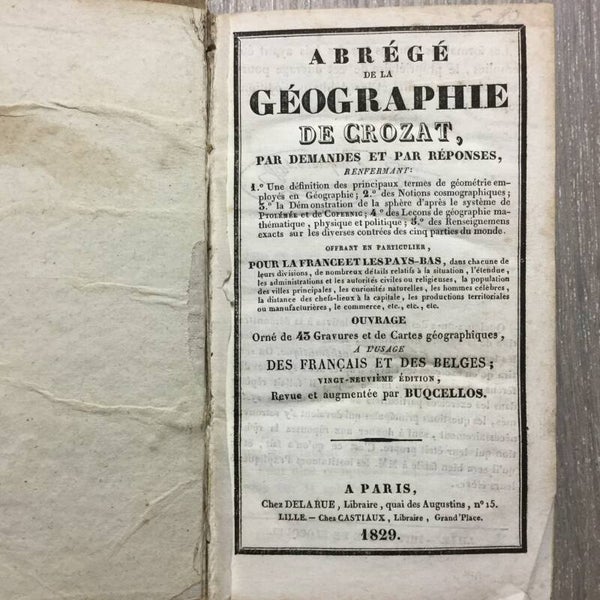 ABRÉGÉ
DE LA
GÉOGRAPHIE
DE CROZAT,
PAR DEMANDES ET PAR RÉPONSES,
RENFERMANT:
1.º Une définition des principaux termes de géométrie em-
ployés en Géographie; 2.º des Notions cosmographiques;
3.º la Démonstration de la sphère d'après le système de
PTOLÉMÉE et de COPERNIC; 4.º des Leçons de géographie ma-
thématique, physique et politique; 5.º des Renseignemens
exacts sur les diverses contrées des cinq parties du monde.
OFFRANT EN PARTICULIER,
POUR LA FRANCE ET LES PAYS-BAS, dans chacune de
leurs divisions, de nombreux détails relatifs à la situation, l'étendue,
les administrations et les autorités civiles ou religieuses, la population
des villes principales, les curiosités naturelles, les hommes célèbres,
la distance des chefs-lieux à la capitale, les productions territoriales
ou manufacturières, le commerce, etc., etc., etc.
OUVRAGE
Orné de 43 Gravures et de Cartes géographiques,
A L'USAGE
DES FRANÇAIS ET DES BELGES;
VINGT-NEUVIÈME ÉDITION,
Revue et augmentée par BUQCELLOS.
A PARIS,
Chez DELARUE, Libraire, quai des Augustins, nº 15.
LILLE. — Chez CASTIAUX, Libraire, Grand'Place.
1829.